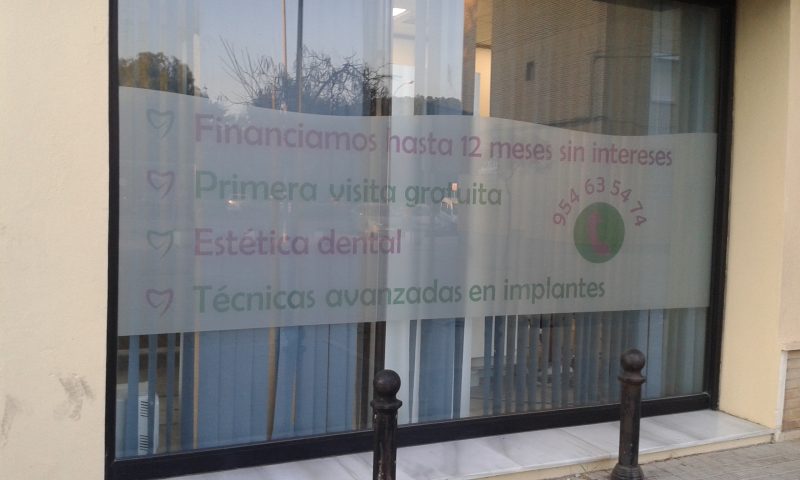 Financiamos hasta 12 meses sin intereses
Primera visita gratuita
954 63 54 74
Estética dental
Técnicas avanzadas en implantes